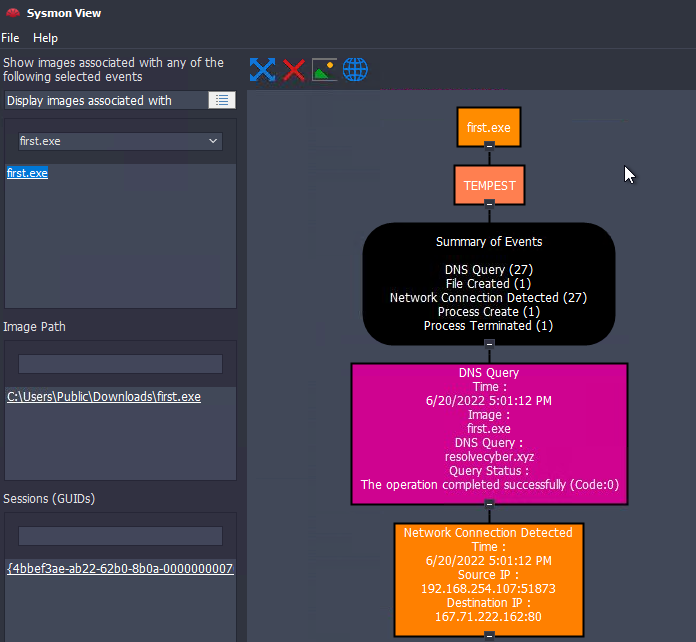 Sysmon View
File Help
Show images associated with any of the
following selected events
Display images associated with
first.exe
first.exe
Image Path
C:\Users\Public\Downloads\first.exe
Sessions (GUIDs)
{4bbef3ae-ab22-62b0-8b0a-0000000007
first.exe
TEMPEST
Summary of Events
DNS Query (27)
File Created (1)
Network Connection Detected (27)
Process Create (1)
Process Terminated (1)
DNS Query
Time :
6/20/2022 5:01:12 PM
Image :
first.exe
DNS Query :
resolvecyber.xyz
Query Status :
The operation completed successfully (Code:0)
Network Connection Detected
Time :
6/20/2022 5:01:12 PM
Source IP :
192.168.254.107:51873
Destination IP :
167.71.222.162:80